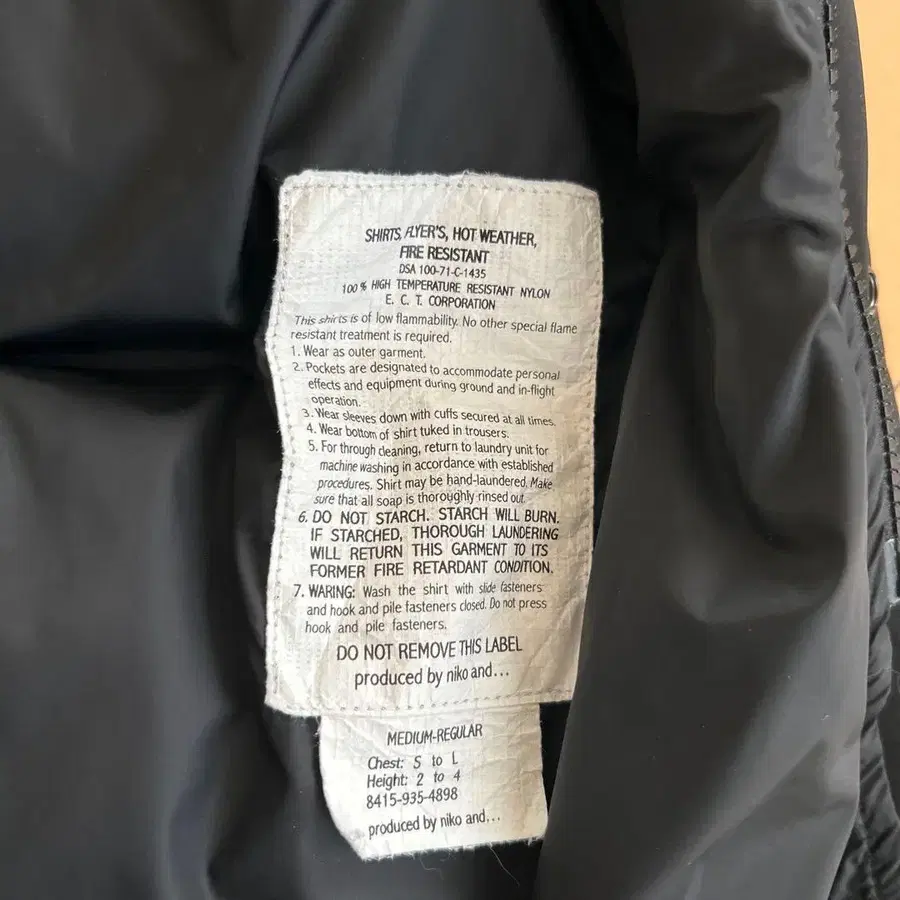 SHIRTS, FLYER'S, HOT WEATHER,
FIRE RESISTANT
DSA 100-71-C-1435
100% HIGH TEMPERATURE RESISTANT NYLON
E. C. T. CORPORATION
This shirts is of low flammability. No other special flame
resistant treatment is required.
1. Wear as outer garment.
2. Pockets are designated to accommodate personal
effects and equipment during ground and in-flight
operation.
3. Wear sleeves down with cuffs secured at all times.
4. Wear bottom of shirt tuked in trousers.
5. For through cleaning, return to laundry unit for
machine washing in accordance with established
procedures. Shirt may be hand-laundered. Make
sure that all soap is thoroughly rinsed out.
6. DO NOT STARCH. STARCH WILL BURN.
IF STARCHED, THOROUGH LAUNDERING
WILL RETURN THIS GARMENT TO ITS
FORMER FIRE RETARDANT CONDITION.
7. WARING: Wash the shirt with slide fasteners
and hook and pile fasteners closed. Do not press
hook and pile fasteners.
DO NOT REMOVE THIS LABEL
produced by niko and...
MEDIUM-REGULAR
Chest: S to L
Height: 2 to 4
8415-935-4898
produced by niko and...